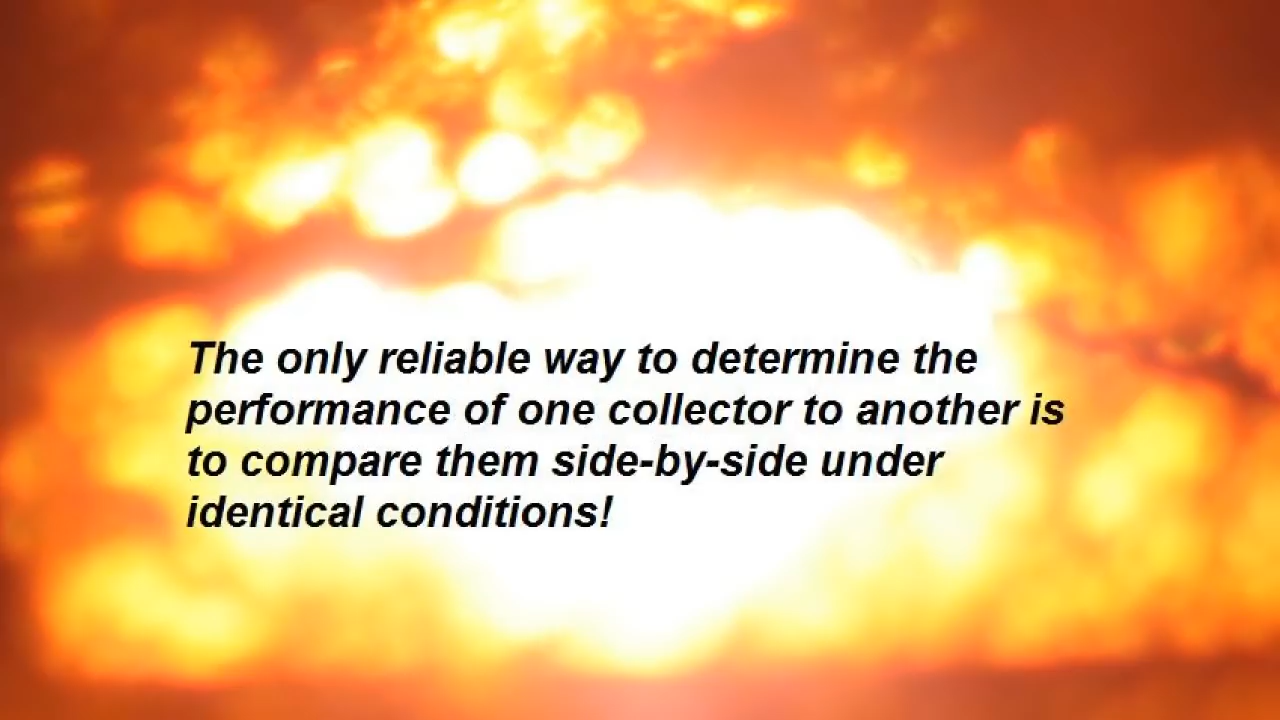 The only reliable way to determine the
performance of one collector to another is
to compare them side-by-side under
identical conditions!